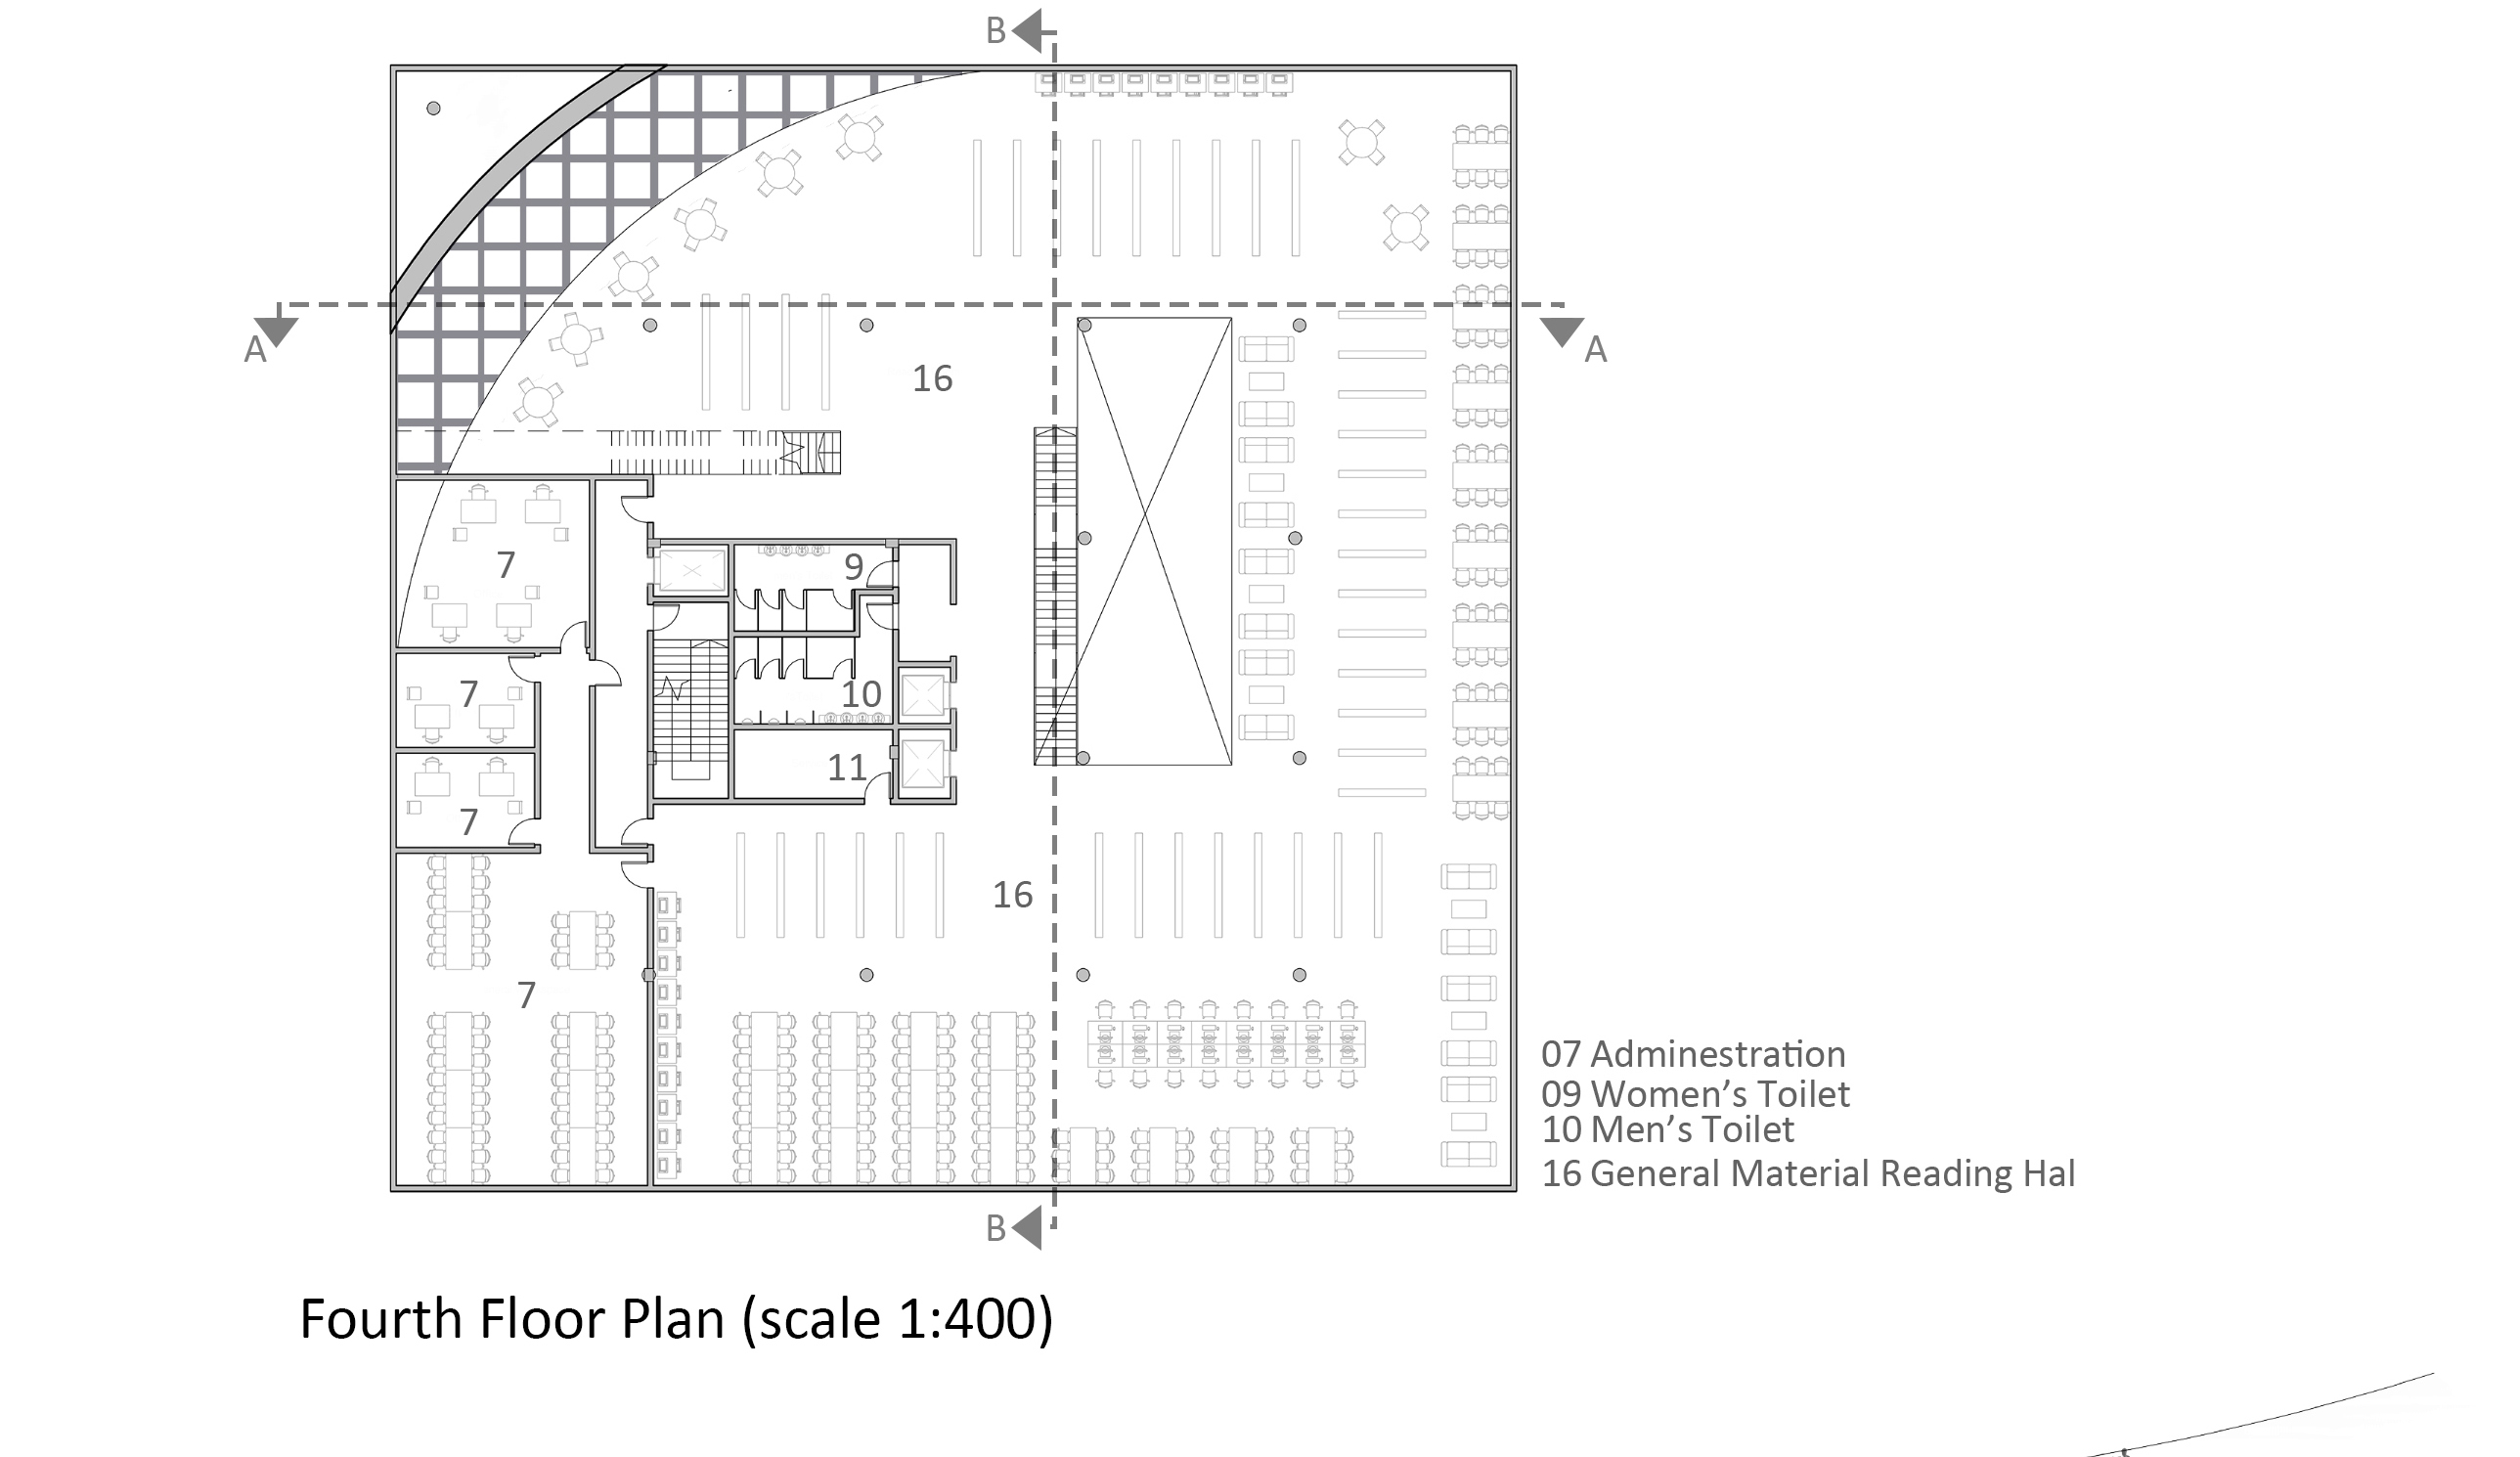 B
A
A
16
7
9
7
10
11
7
16
7
07 Adminestration
09 Women's Toilet
10 Men's Toilet
16 General Material Reading Hal
B
Fourth Floor Plan (scale 1:400)